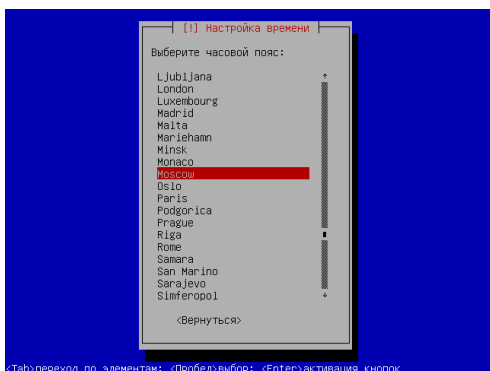 [!] Настройка времени
Выберите часовой пояс:
Ljubljana
London
Luxembourg
Madrid
Malta
Mariehamn
Minsk
Monaco
Moscow
Oslo
Paris
Podgorica
Prague
Riga
Rome
Samara
San Marino
Sarajevo
Simferopol
<Вернуться>
<Tab>переход по элементам; <Пробел>выбор; <Enter>активация кнопок